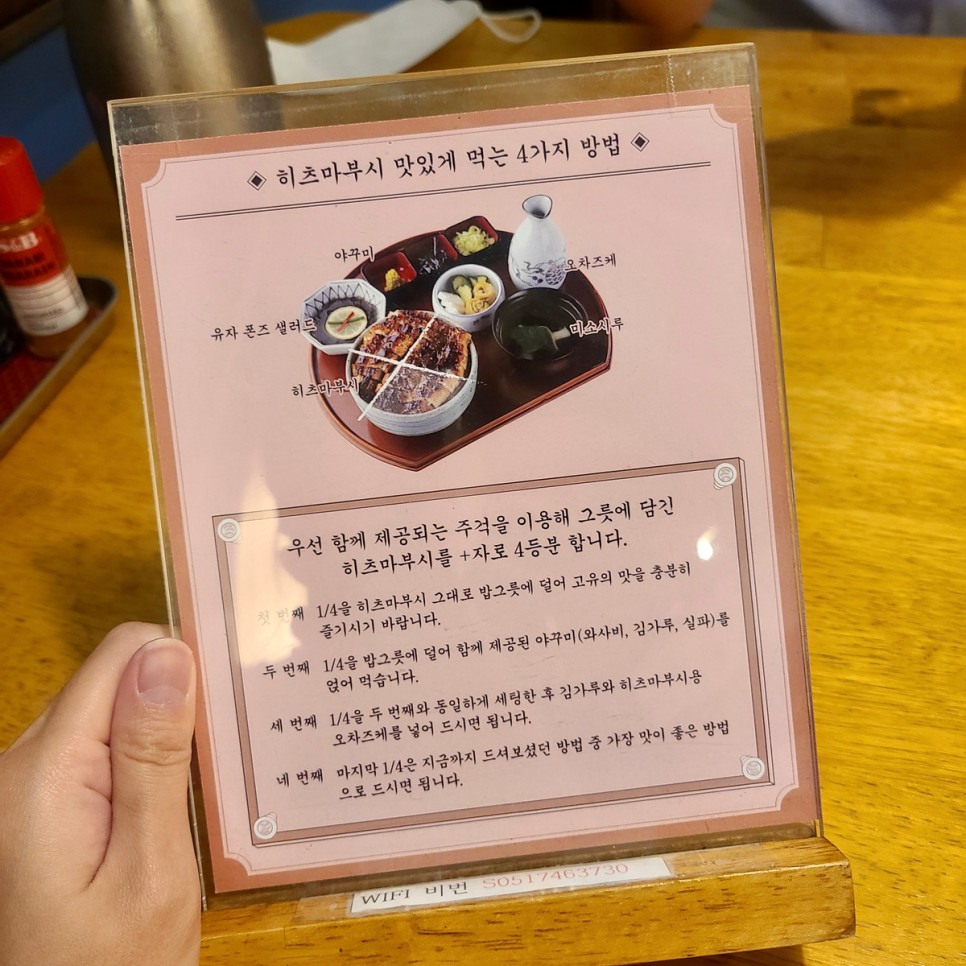 ◈ 히츠마부시 맛있게 먹는 4가지 방법 ◈
야꾸미
오차즈케
유자 폰즈 샐러드
미소시루
히츠마부시
우선 함께 제공되는 주걱을 이용해 그릇에 담긴
히츠마부시를 +자로 4등분 합니다.
첫 번째 1/4을 히츠마부시 그대로 밥그릇에 덜어 고유의 맛을 충분히
즐기시기 바랍니다.
두 번째 1/4을 밥그릇에 덜어 함께 제공된 야꾸미(와사비, 김가루, 실파)를
얹어 먹습니다.
세 번째 1/4을 두 번째와 동일하게 세팅한 후 김가루와 히츠마부시용
오차즈케를 넣어 드시면 됩니다.
네 번째 마지막 1/4은 지금까지 드셔보셨던 방법 중 가장 맛이 좋은 방법
으로 드시면 됩니다.
WIFI 비번 S0517463730
S&B